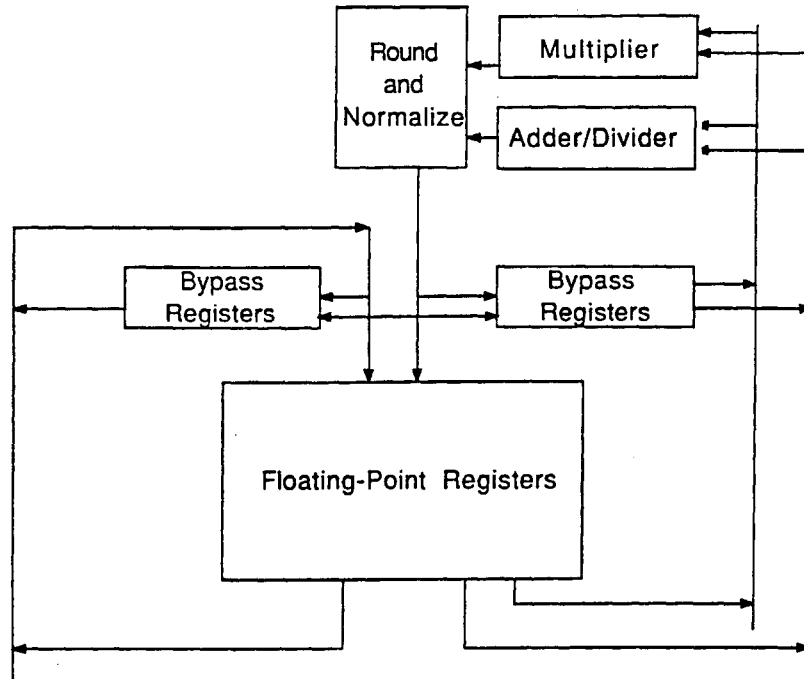 Round
and
Normalize
Multiplier
Adder/Divider
Bypass
Registers
Bypass
Registers
Floating-Point Registers